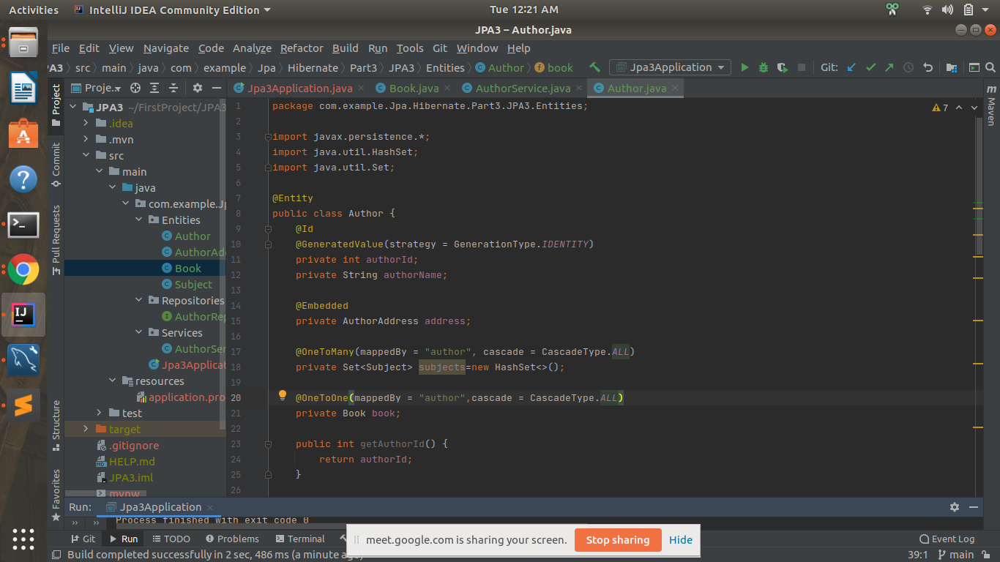 Activities IntelliJ IDEA Community Edition Tue 12:21 AM
JPA3 – Author.java
File Edit View Navigate Code Analyze Refactor Build Run Tools Git Window Help
PA3 src main java com example Jpa Hibernate Part3 JPA3 Entities Author book Jpa3Application Git:
Proje.. Jpa3Application.java Book.java AuthorService.java Author.java
Project
Commit
Pull Requests
Structure
Favorites
JPA3 ~/FirstProject/JPA3
.idea
.mvn
src
main
java
com.example.Jp
Entities
Author
AuthorAdd
Book
Subject
Repositories
AuthorRep
Services
AuthorSer
Jpa3Applicat
resources
application.pro
test
target
.gitignore
HELP.md
JPA3.iml
mvnw
1 package com.example.Jpa.Hibernate.Part3.JPA3.Entities;
2
3 import javax.persistence.*;
4 import java.util.HashSet;
5 import java.util.Set;
6
7 @Entity
8 public class Author {
9 @Id
10 @GeneratedValue(strategy = GenerationType.IDENTITY)
11 private int authorId;
12 private String authorName;
13
14 @Embedded
15 private AuthorAddress address;
16
17 @OneToMany(mappedBy = "author", cascade = CascadeType.ALL)
18 private Set<Subject> subjects=new HashSet<>();
19
20 @OneToOne(mappedBy = "author",cascade = CascadeType.ALL)
21 private Book book;
22
23 public int getAuthorId() {
24 return authorId;
25 }
26
7
Maven
Run: Jpa3Application
Process finished with exit code 0
Git Run TODO Problems Terminal
meet.google.com is sharing your screen. Stop sharing Hide
Event Log
Build completed successfully in 2 sec, 486 ms (a minute ago)
39:1 main